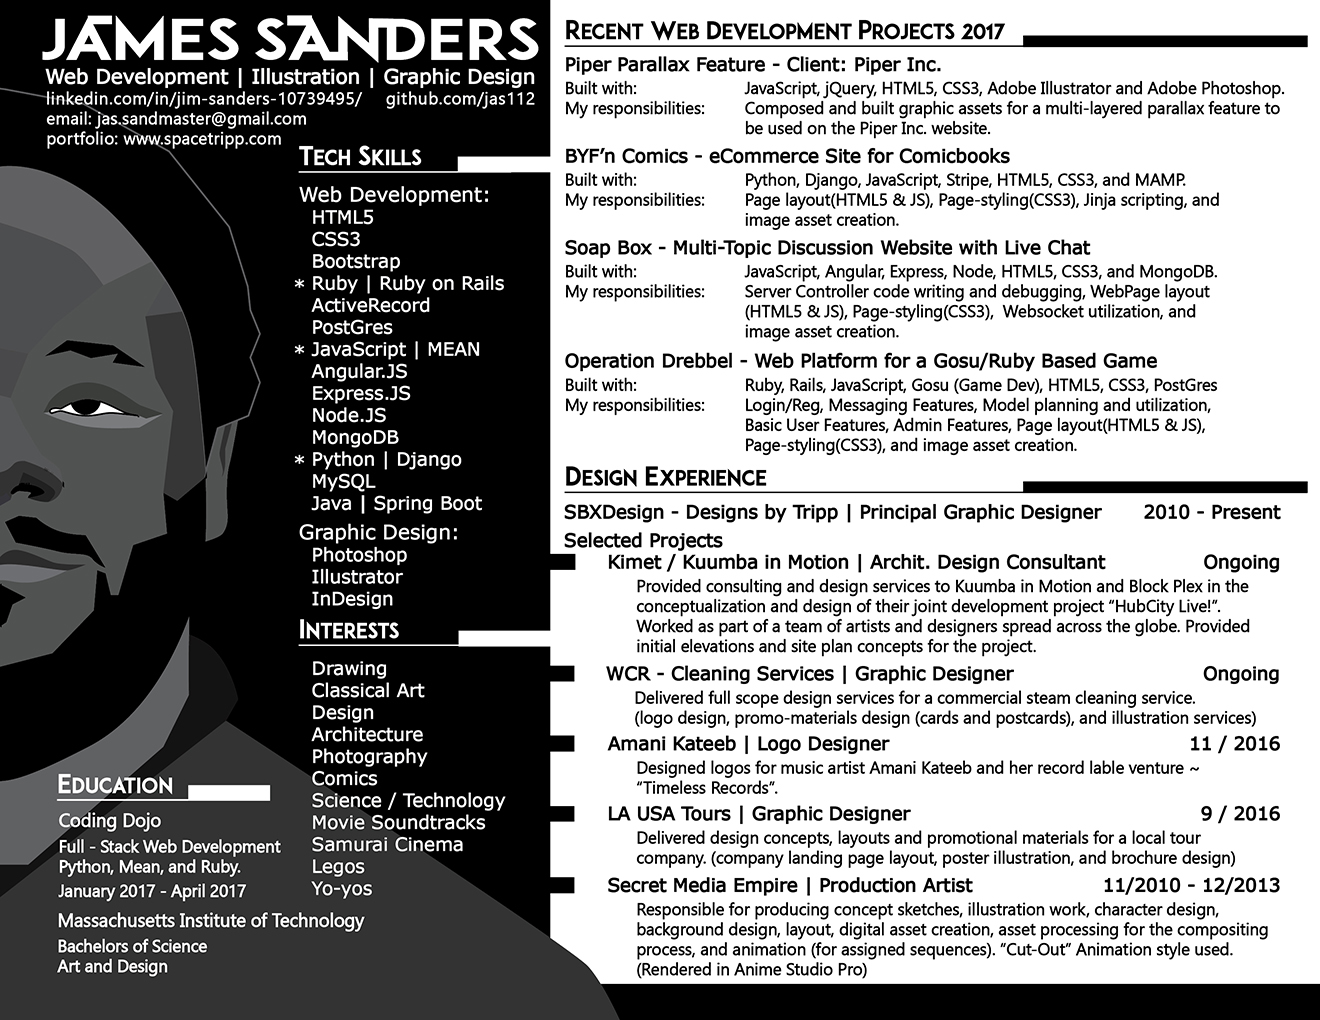 JAMES SANDERS
Web Development | Illustration | Graphic Design
linkedin.com/in/jim-sanders-10739495/ github.com/jas112
email: jas.sandmaster@gmail.com
portfolio: www.spacetripp.com
TECH SKILLS
Web Development:
HTML5
CSS3
Bootstrap
* Ruby | Ruby on Rails
ActiveRecord
PostGres
* JavaScript | MEAN
Angular.JS
Express.JS
Node.JS
MongoDB
* Python | Django
MySQL
Java | Spring Boot
Graphic Design:
Photoshop
Illustrator
InDesign
INTERESTS
Drawing
Classical Art
Design
Architecture
Photography
Comics
Science / Technology
Movie Soundtracks
Samurai Cinema
Legos
Yo-yos
EDUCATION
Coding Dojo
Full - Stack Web Development
Python, Mean, and Ruby.
January 2017 - April 2017
Massachusetts Institute of Technology
Bachelors of Science
Art and Design
RECENT WEB DEVELOPMENT PROJECTS 2017
Piper Parallax Feature - Client: Piper Inc.
Built with: JavaScript, jQuery, HTML5, CSS3, Adobe Illustrator and Adobe Photoshop.
My responsibilities: Composed and built graphic assets for a multi-layered parallax feature to
be used on the Piper Inc. website.
BYF'n Comics - eCommerce Site for Comicbooks
Built with: Python, Django, JavaScript, Stripe, HTML5, CSS3, and MAMP.
My responsibilities: Page layout(HTML5 & JS), Page-styling(CSS3), Jinja scripting, and
image asset creation.
Soap Box - Multi-Topic Discussion Website with Live Chat
Built with: JavaScript, Angular, Express, Node, HTML5, CSS3, and MongoDB.
My responsibilities: Server Controller code writing and debugging, WebPage layout
(HTML5 & JS), Page-styling(CSS3), Websocket utilization, and
image asset creation.
Operation Drebbel - Web Platform for a Gosu/Ruby Based Game
Built with: Ruby, Rails, JavaScript, Gosu (Game Dev), HTML5, CSS3, PostGres
My responsibilities: Login/Reg, Messaging Features, Model planning and utilization,
Basic User Features, Admin Features, Page layout(HTML5 & JS),
Page-styling(CSS3), and image asset creation.
DESIGN EXPERIENCE
SBXDesign - Designs by Tripp | Principal Graphic Designer 2010 - Present
Selected Projects
Kimet / Kuumba in Motion | Archit. Design Consultant Ongoing
Provided consulting and design services to Kuumba in Motion and Block Plex in the
conceptualization and design of their joint development project "HubCity Live!".
Worked as part of a team of artists and designers spread across the globe. Provided
initial elevations and site plan concepts for the project.
WCR - Cleaning Services | Graphic Designer Ongoing
Delivered full scope design services for a commercial steam cleaning service.
(logo design, promo-materials design (cards and postcards), and illustration services)
Amani Kateeb | Logo Designer 11 / 2016
Designed logos for music artist Amani Kateeb and her record lable venture ~
"Timeless Records".
LA USA Tours | Graphic Designer 9 / 2016
Delivered design concepts, layouts and promotional materials for a local tour
company. (company landing page layout, poster illustration, and brochure design)
Secret Media Empire | Production Artist 11/2010 - 12/2013
Responsible for producing concept sketches, illustration work, character design,
background design, layout, digital asset creation, asset processing for the compositing
process, and animation (for assigned sequences). "Cut-Out" Animation style used.
(Rendered in Anime Studio Pro)